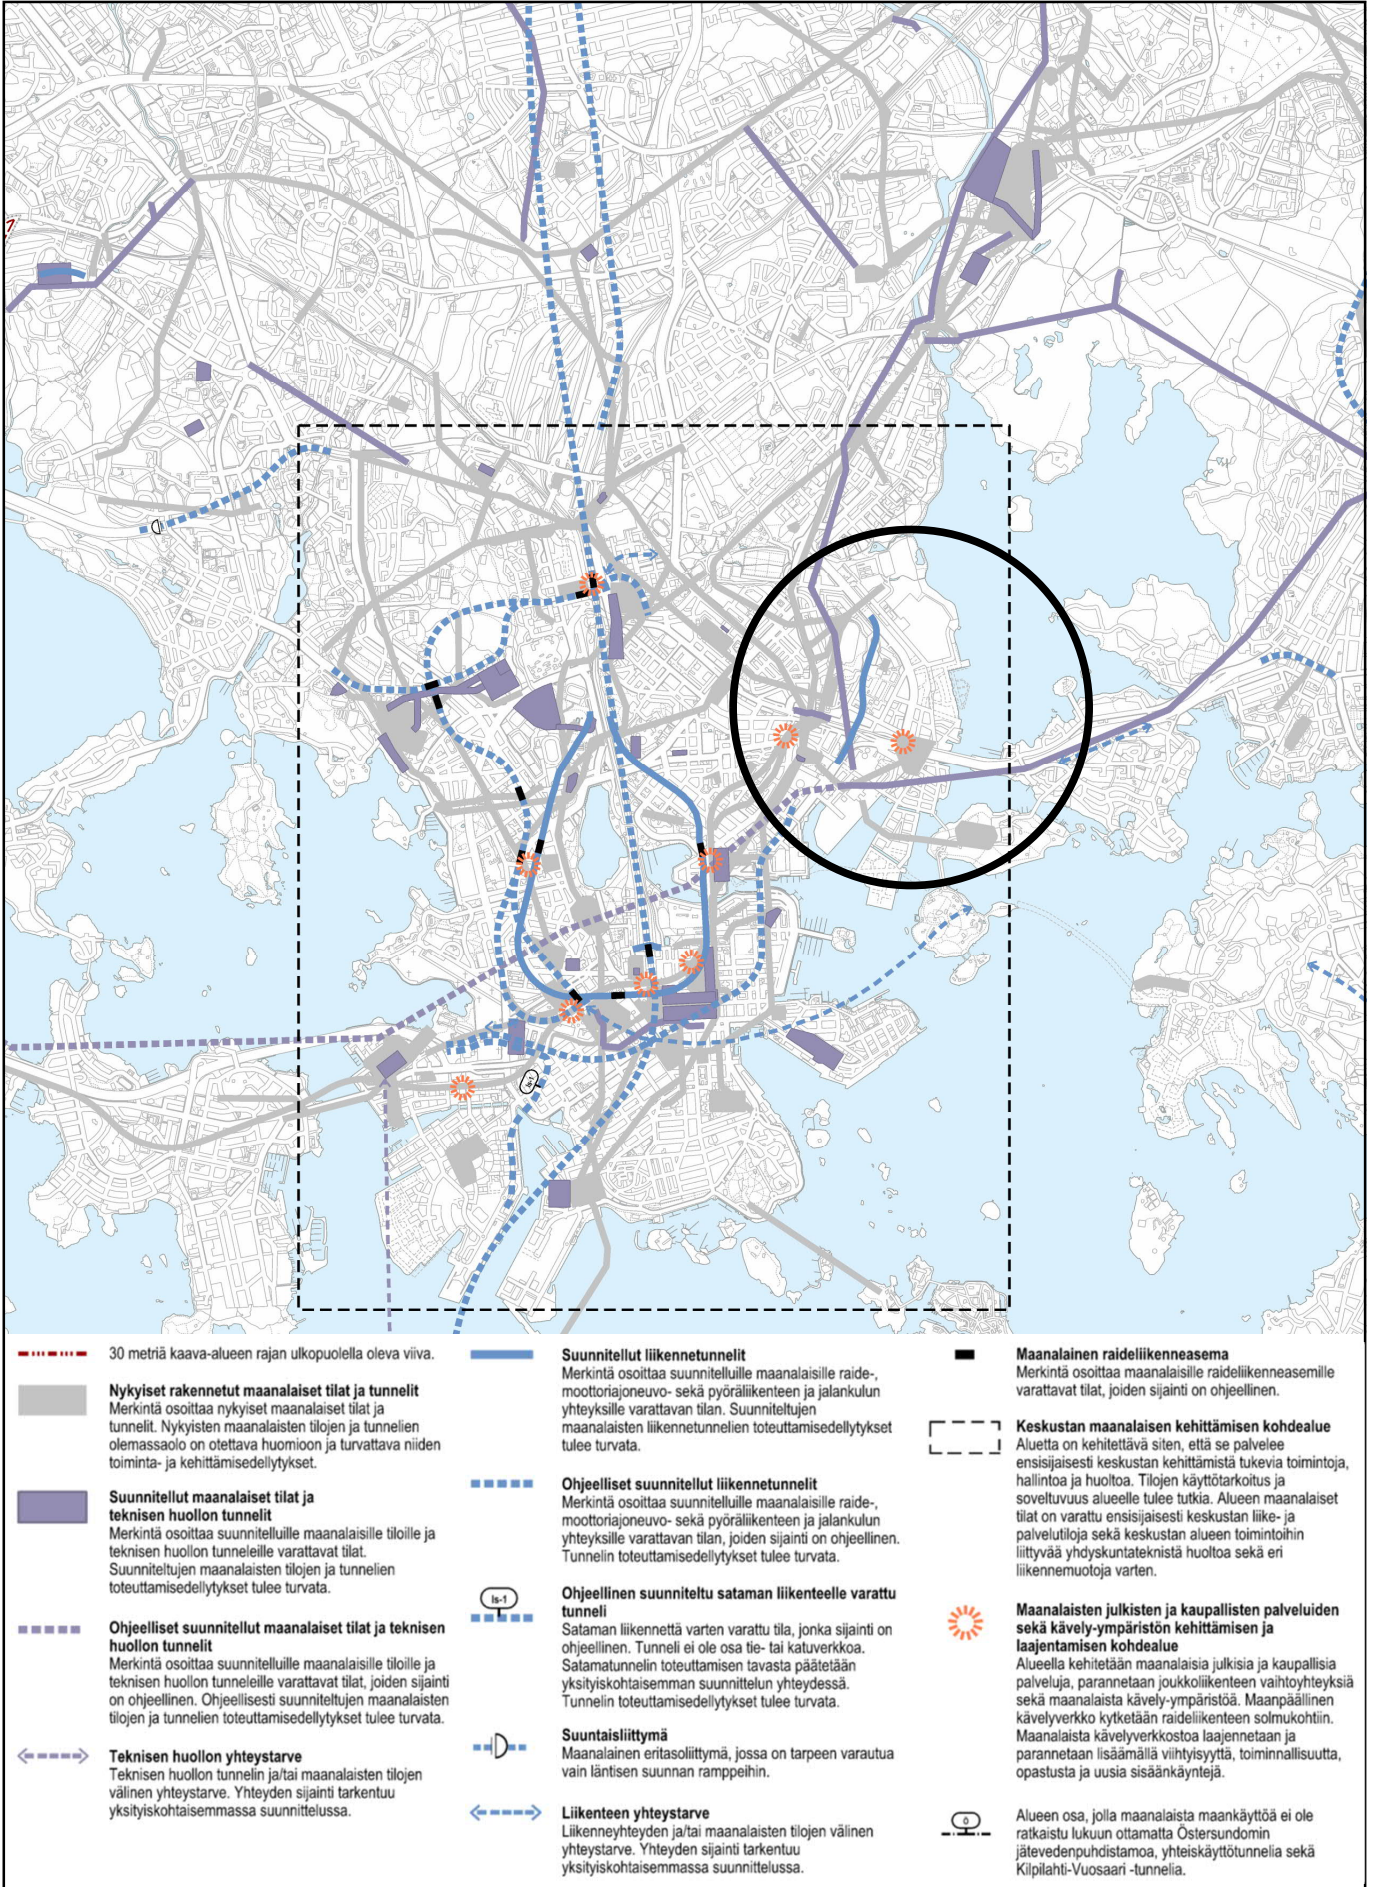 ls-1
30 metriä kaava-alueen rajan ulkopuolella oleva viiva.
Nykyiset rakennetut maanalaiset tilat ja tunnelit
Merkintä osoittaa nykyiset maanalaiset tilat ja
tunnelit. Nykyisten maanalaisten tilojen ja tunnelien
olemassaolo on otettava huomioon ja turvattava niiden
toiminta- ja kehittämisedellytykset.
Suunnitellut maanalaiset tilat ja
teknisen huollon tunnelit
Merkintä osoittaa suunnitelluille maanalaisille tiloille ja
teknisen huollon tunneleille varattavat tilat.
Suunniteltujen maanalaisten tilojen ja tunnelien
toteuttamisedellytykset tulee turvata.
Ohjeelliset suunnitellut maanalaiset tilat ja teknisen
huollon tunnelit
Merkintä osoittaa suunnitelluille maanalaisille tiloille ja
teknisen huollon tunneleille varattavat tilat, joiden sijainti
on ohjeellinen. Ohjeellisesti suunniteltujen maanalaisten
tilojen ja tunnelien toteuttamisedellytykset tulee turvata.
Teknisen huollon yhteystarve
Teknisen huollon tunnelin ja/tai maanalaisten tilojen
välinen yhteystarve. Yhteyden sijainti tarkentuu
yksityiskohtaisemmassa suunnittelussa.
Suunnitellut liikennetunnelit
Merkintä osoittaa suunnitelluille maanalaisille raide-,
moottoriajoneuvo- sekä pyöräliikenteen ja jalankulun
yhteyksille varattavan tilan. Suunniteltujen
maanalaisten liikennetunnelien toteuttamisedellytykset
tulee turvata.
Ohjeelliset suunnitellut liikennetunnelit
Merkintä osoittaa suunnitelluille maanalaisille raide-,
moottoriajoneuvo- sekä pyöräliikenteen ja jalankulun
yhteyksille varattavan tilan, joiden sijainti on ohjeellinen.
Tunnelin toteuttamisedellytykset tulee turvata.
ls-1
Ohjeellinen suunniteltu sataman liikenteelle varattu
tunneli
Sataman liikennettä varten varattu tila, jonka sijainti on
ohjeellinen. Tunneli ei ole osa tie- tai katuverkkoa.
Satamatunnelin toteuttamisen tavasta päätetään
yksityiskohtaisemman suunnittelun yhteydessä.
Tunnelin toteuttamisedellytykset tulee turvata.
Suuntaisliittymä
Maanalainen eritasoliittymä, jossa on tarpeen varautua
vain läntisen suunnan ramppeihin.
Liikenteen yhteystarve
Liikenneyhteyden ja/tai maanalaisten tilojen välinen
yhteystarve. Yhteyden sijainti tarkentuu
yksityiskohtaisemmassa suunnittelussa.
Maanalainen raideliikenneasema
Merkintä osoittaa maanalaisille raideliikenneasemille
varattavat tilat, joiden sijainti on ohjeellinen.
Keskustan maanalaisen kehittämisen kohdealue
Aluetta on kehitettävä siten, että se palvelee
ensisijaisesti keskustan kehittämistä tukevia toimintoja,
hallintoa ja huoltoa. Tilojen käyttötarkoitus ja
soveltuvuus alueelle tulee tutkia. Alueen maanalaiset
tilat on varattu ensisijaisesti keskustan liike- ja
palvelutiloja sekä keskustan alueen toimintoihin
liittyvää yhdyskuntateknistä huoltoa sekä eri
liikennemuotoja varten.
Maanalaisten julkisten ja kaupallisten palveluiden
sekä kävely-ympäristön kehittämisen ja
laajentamisen kohdealue
Alueella kehitetään maanalaisia julkisia ja kaupallisia
palveluja, parannetaan joukkoliikenteen vaihtoyhteyksiä
sekä maanalaista kävely-ympäristöä. Maanpäällinen
kävelyverkko kytketään raideliikenteen solmukohtiin.
Maanalaista kävelyverkostoa laajennetaan ja
parannetaan lisäämällä viihtyisyyttä, toiminnallisuutta,
opastusta ja uusia sisäänkäyntejä.
0
Alueen osa, jolla maanalaista maankäyttöä ei ole
ratkaistu lukuun ottamatta Östersundomin
jätevedenpuhdistamoa, yhteiskäyttötunnelia sekä
Kilpilahti-Vuosaari -tunnelia.